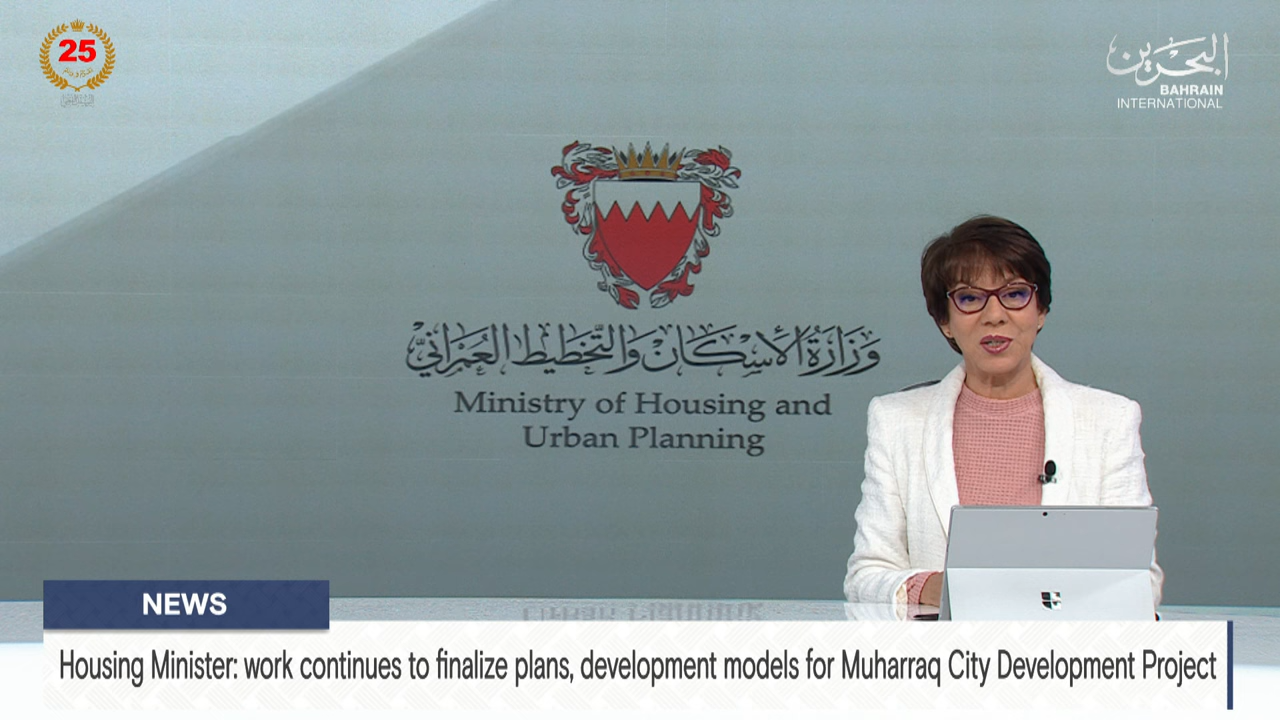 25
البحرين
BAHRAIN
INTERNATIONAL
وزارة الإسكان والتخطيط العمراني
Ministry of Housing and
Urban Planning
NEWS
Housing Minister: work continues to finalize plans, development models for Muharraq City Development Project